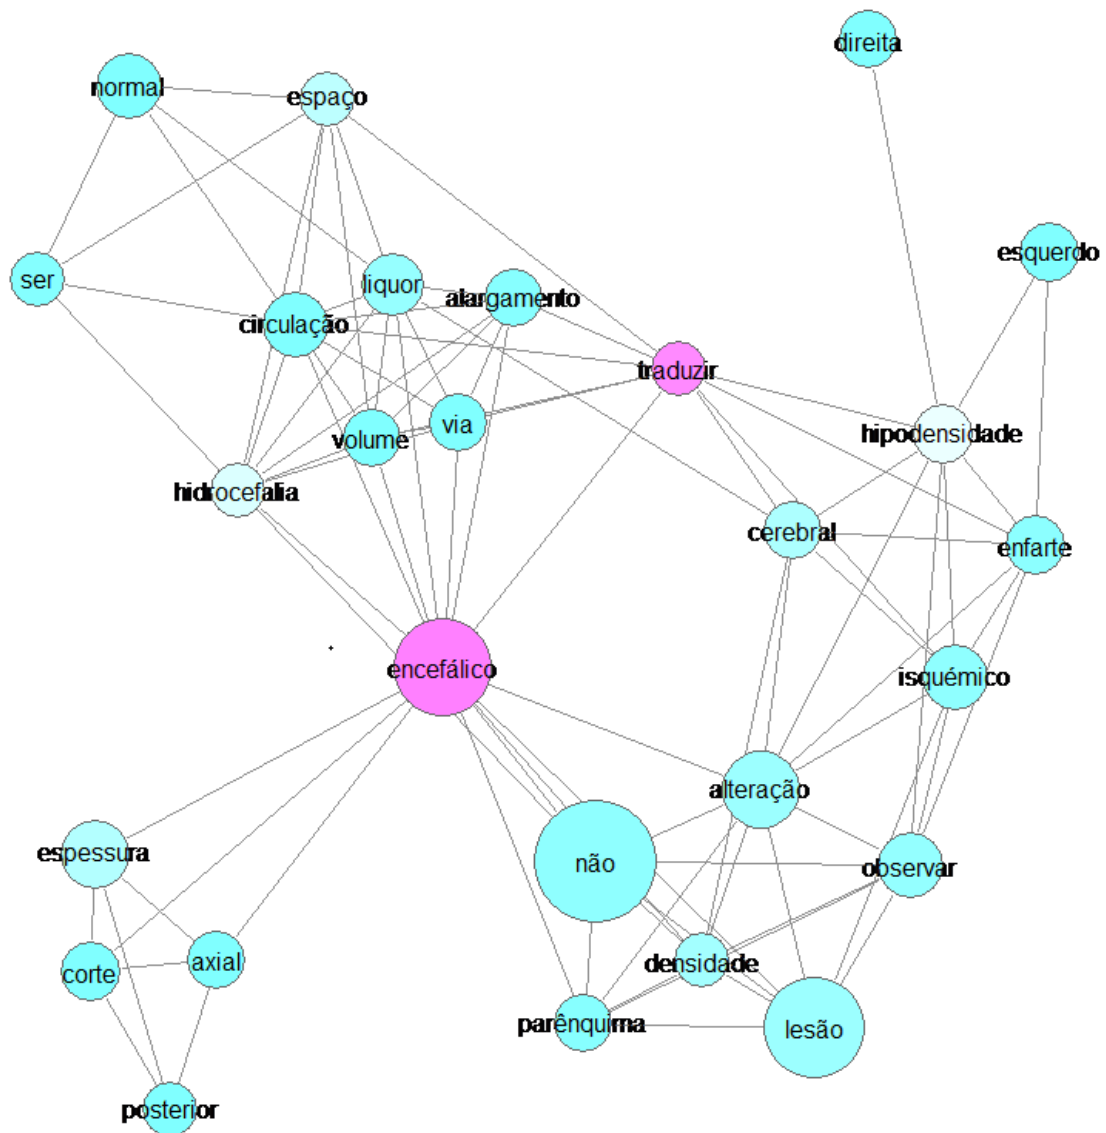 direita
normal
espaço
esquerdo
ser
liquor
alargamento
circulação
traduzir
via
hipodensidade
volume
hidrocefalia
cerebral
enfarte
encefálico
isquémico
alteração
espessura
não
observar
axial
densidade
corte
parênquima
lesão
posterior